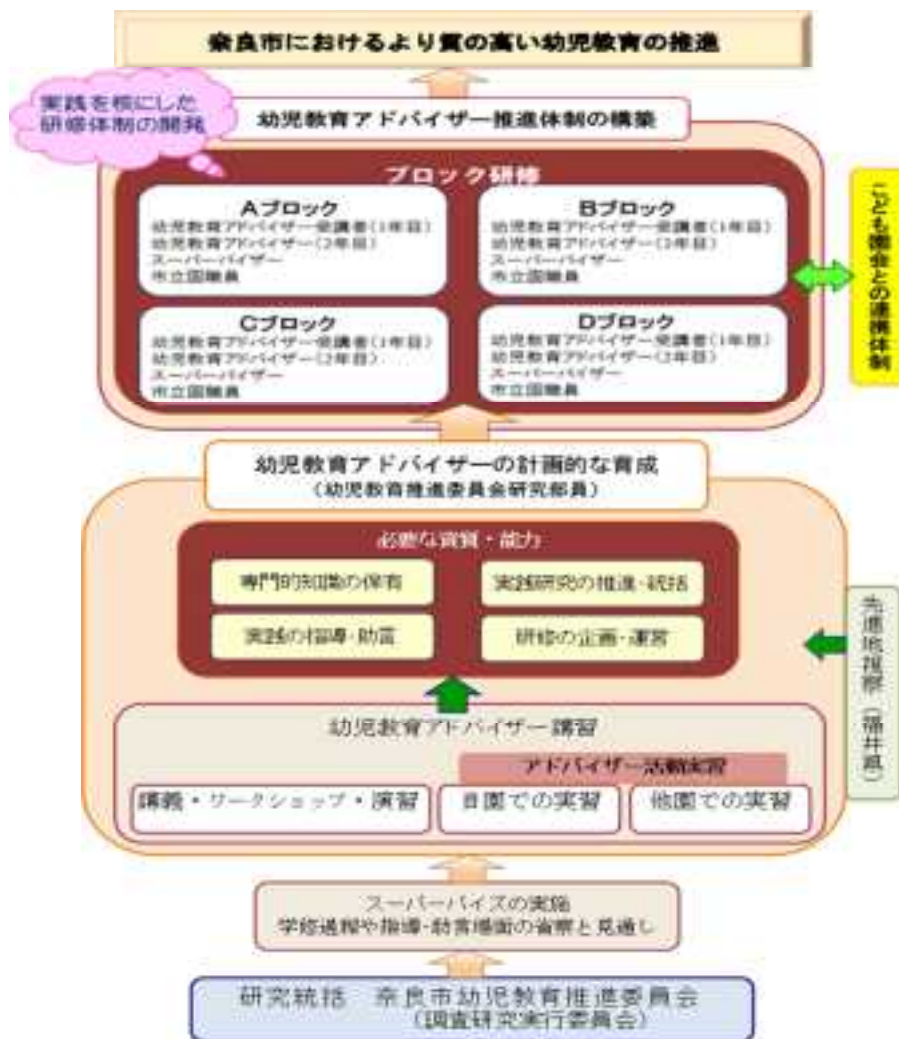 奈良市におけるより質の高い幼児教育の推進
実践を核にした
研修体制の開発
幼児教育アドバイザー推進体制の構築
ブロック研修
Aブロック
幼児教育アドバイザー受講者(1年目)
幼児教育アドバイザー(2年目)
スーパーバイザー
市立園職員
Bブロック
幼児教育アドバイザー受講者(1年目)
幼児教育アドバイザー(2年目)
スーパーバイザー
市立園職員
Cブロック
幼児教育アドバイザー受講者(1年目)
幼児教育アドバイザー(2年目)
スーパーバイザー
市立園職員
Dブロック
幼児教育アドバイザー受講者(1年目)
幼児教育アドバイザー(2年目)
スーパーバイザー
市立園職員
こども園会との連携体制
幼児教育アドバイザーの計画的な育成
(幼児教育推進委員会研究部員)
必要な資質・能力
専門的知識の保有
実践研究の推進・統括
実践の指導・助言
研修の企画・運営
先進地視察(福井県)
幼児教育アドバイザー講習
アドバイザー活動実習
講義・ワークショップ・演習
自園での実習
他園での実習
スーパーバイズの実施
学修過程や指導・助言場面の省察と見通し
研究統括 奈良市幼児教育推進委員会
(調査研究実行委員会)